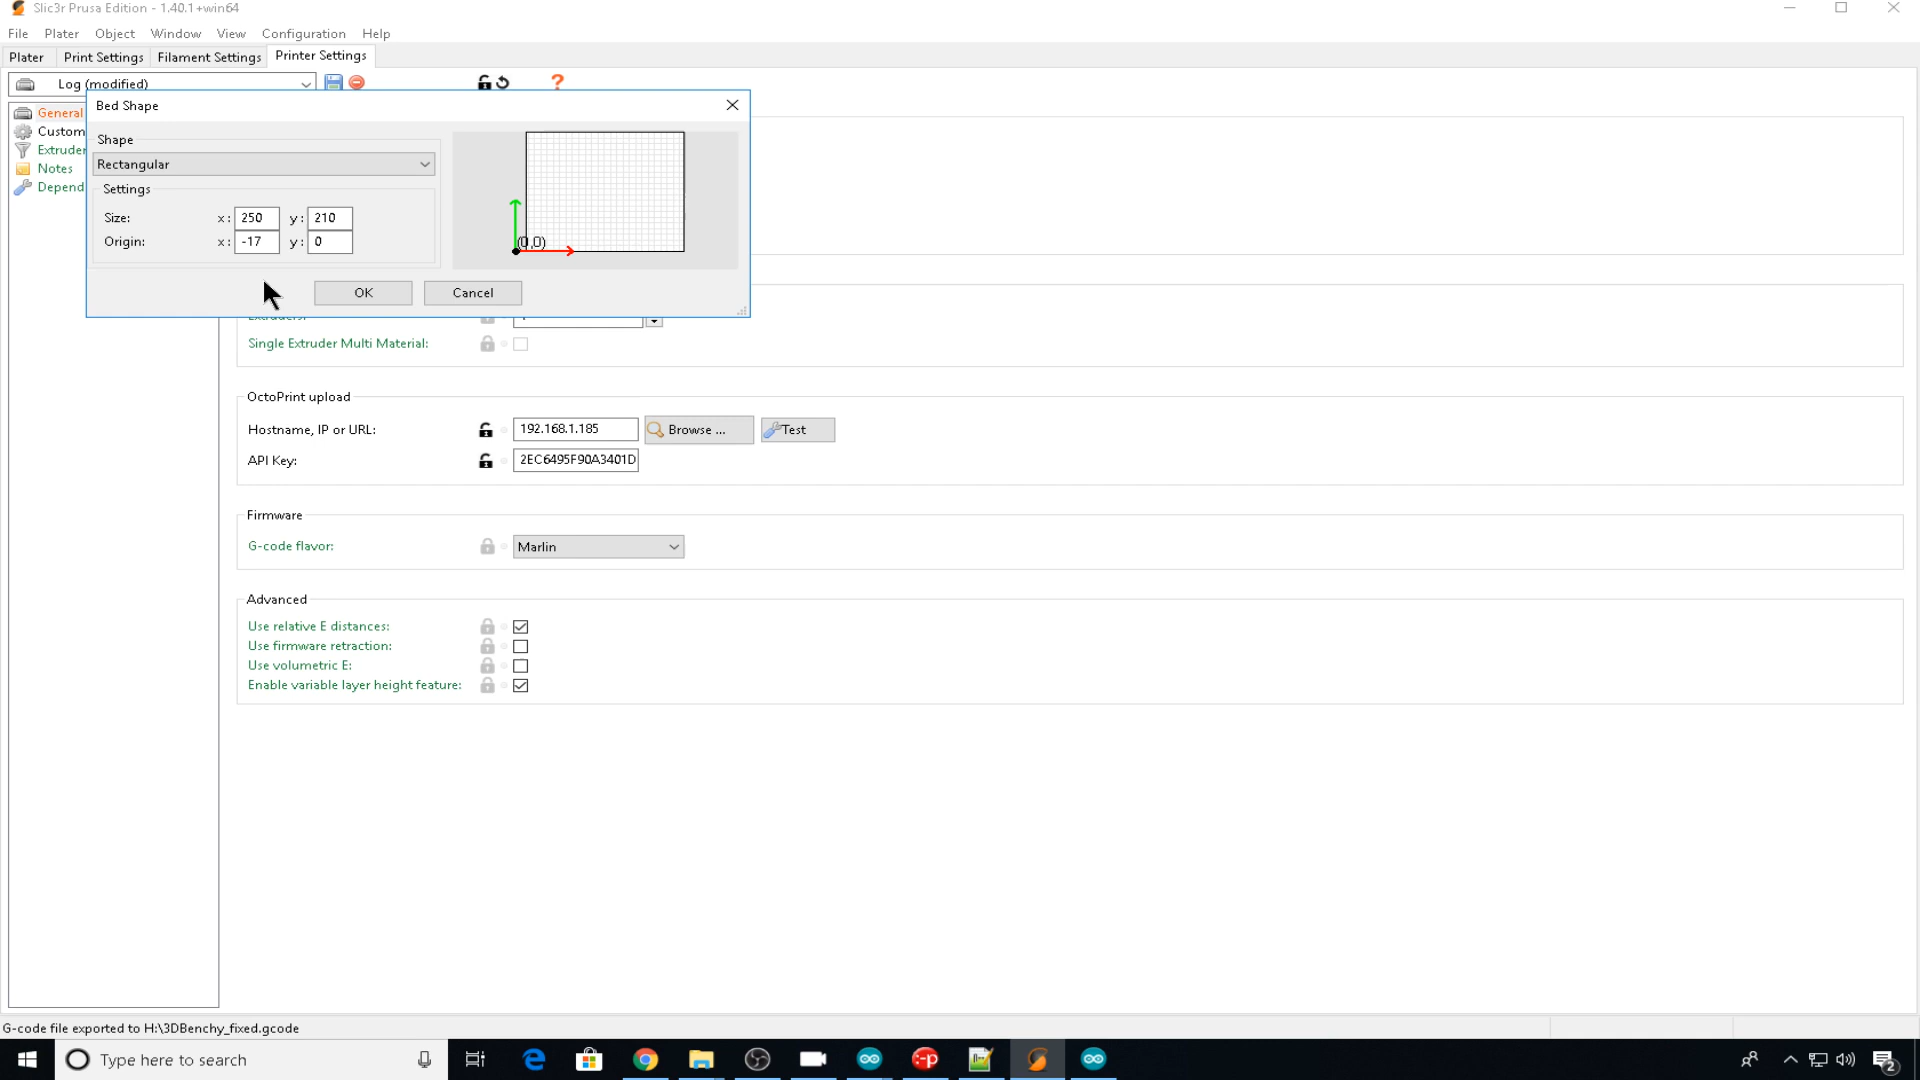 Slic3r Prusa Edition - 1.40.1+win64
File Plater Object Window View Configuration Help
Plater Print Settings Filament Settings Printer Settings
Log (modified) ?
Bed Shape
General
Custom
Extruder
Notes
Depend
Shape
Rectangular
Settings
Size: x: 250 y: 210
Origin: x: -17 y: 0
(0,0)
OK Cancel
Single Extruder Multi Material:
OctoPrint upload
Hostname, IP or URL: 192.168.1.185 Browse ... Test
API Key: 2EC6495F90A3401D
Firmware
G-code flavor: Marlin
Advanced
Use relative E distances:
Use firmware retraction:
Use volumetric E:
Enable variable layer height feature:
G-code file exported to H:\3DBenchy_fixed.gcode
Type here to search
2